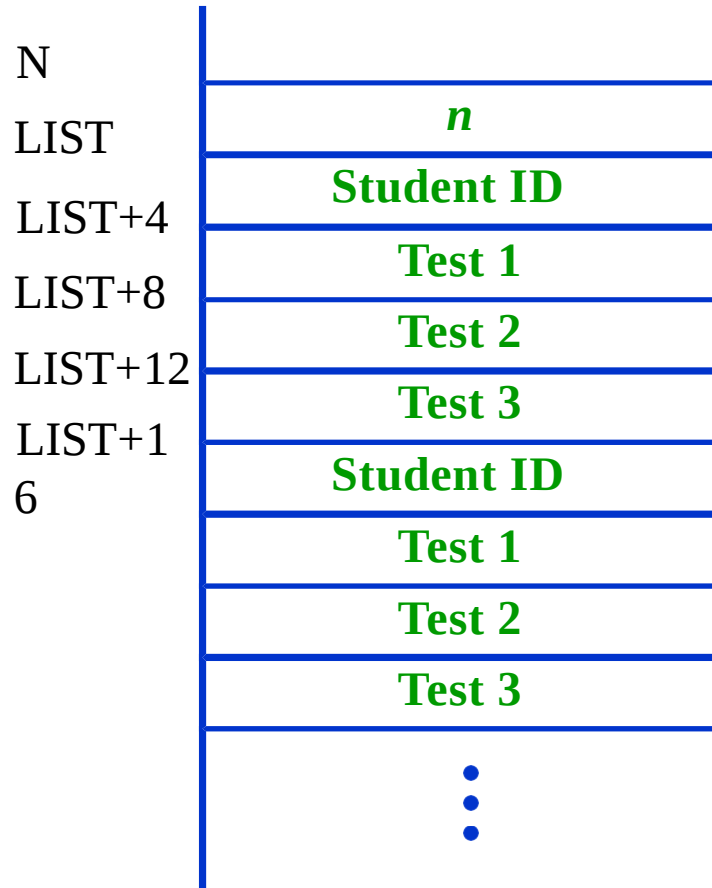 N
n
LIST
Student ID
LIST+4
Test 1
LIST+8
Test 2
LIST+12
Test 3
LIST+1
6
Student ID
Test 1
Test 2
Test 3